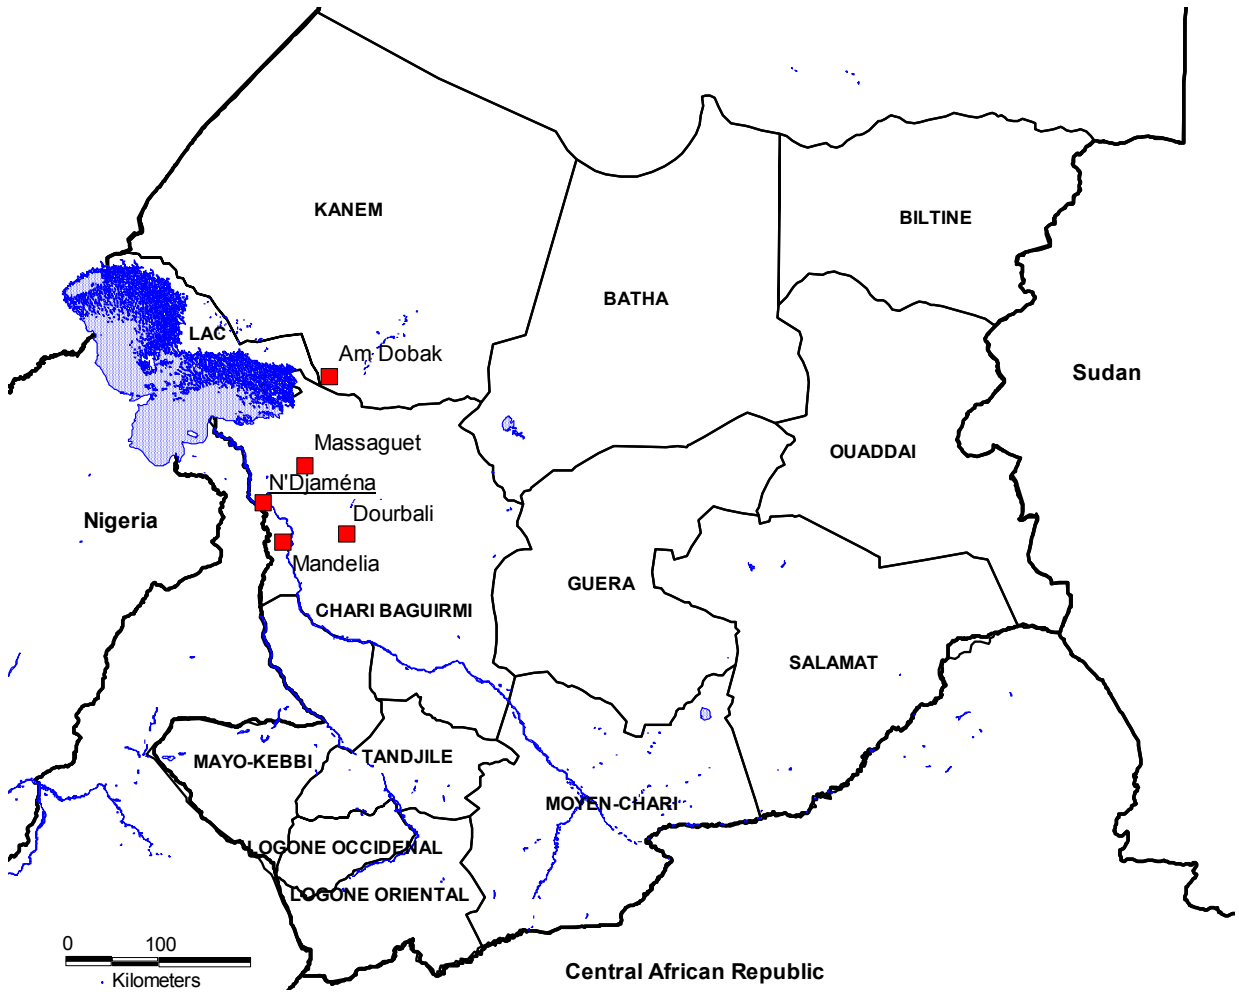 KANEM
BILTINE
BATHA
LAC
Am Dobak
Sudan
Massaguet
OUADDAI
N'Djaména
Nigeria
Dourbali
Mandelia
GUERA
CHARI BAGUIRMI
SALAMAT
MAYO-KEBBI
TANDJILE
MOYEN-CHARI
LOGONE OCCIDENAL
LOGONE ORIENTAL
0 100
Kilometers
Central African Republic